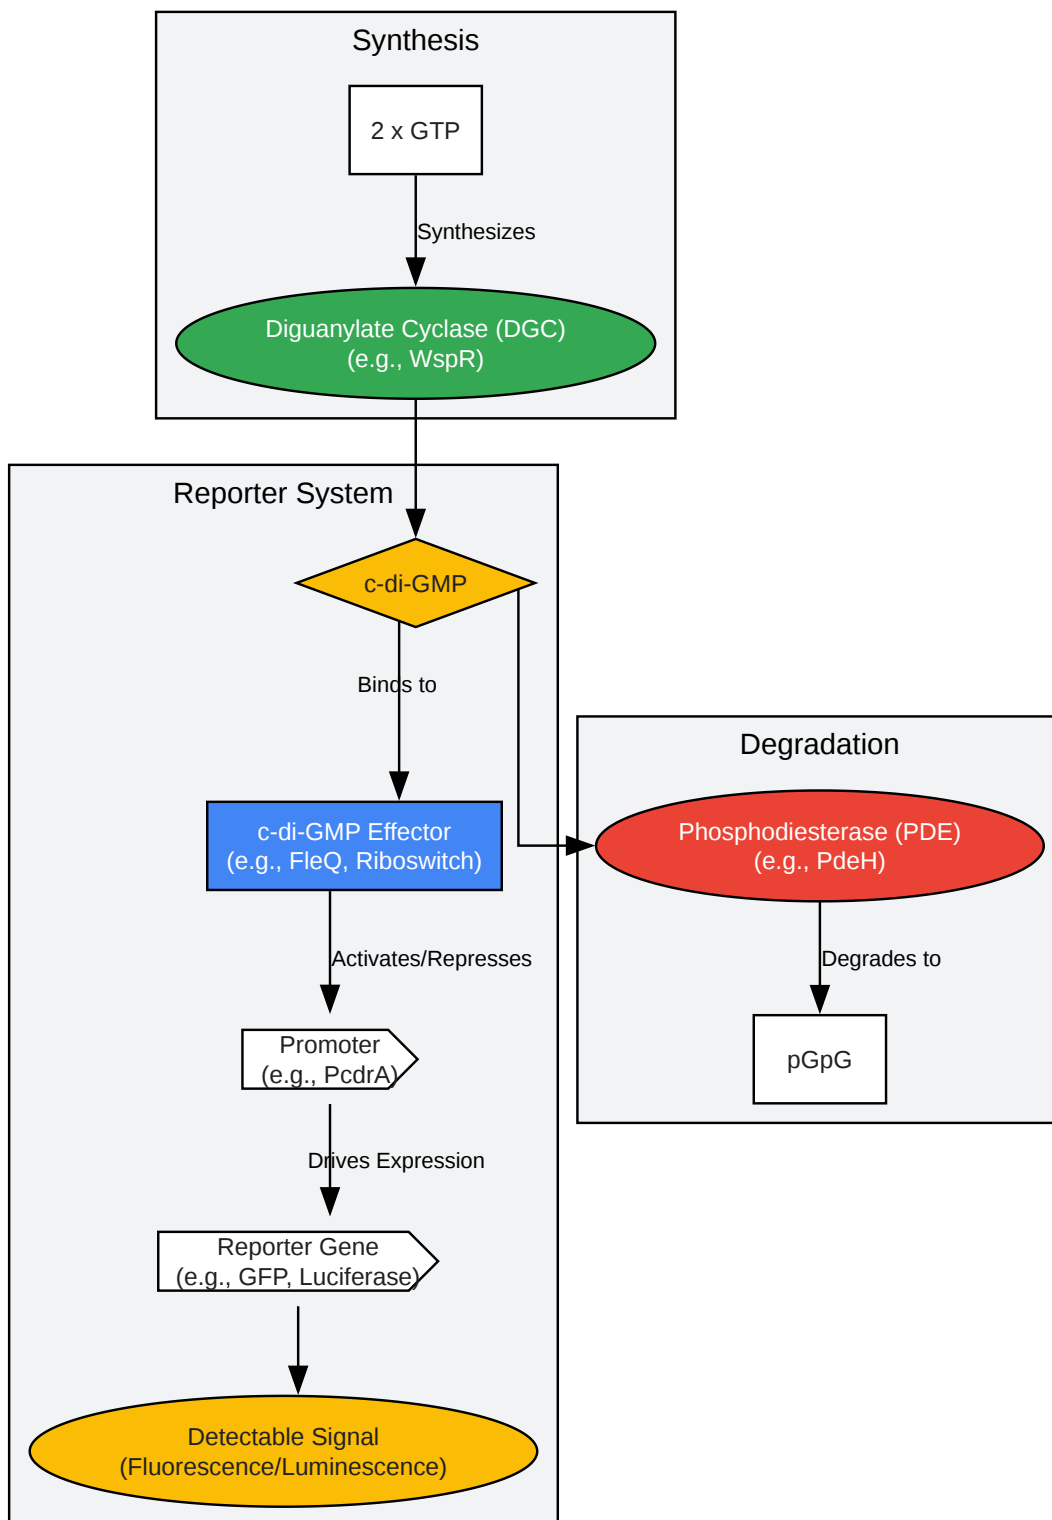 Synthesis
2 x GTP
Synthesizes
Diguanylate Cyclase (DGC)
(e.g., WspR)
Reporter System
c-di-GMP
Binds to
Degradation
c-di-GMP Effector
(e.g., FleQ, Riboswitch)
Phosphodiesterase (PDE)
(e.g., PdeH)
Activates/Represses
Degrades to
Promoter
(e.g., PcdrA)
pGpG
Drives Expression
Reporter Gene
(e.g., GFP, Luciferase)
Detectable Signal
(Fluorescence/Luminescence)